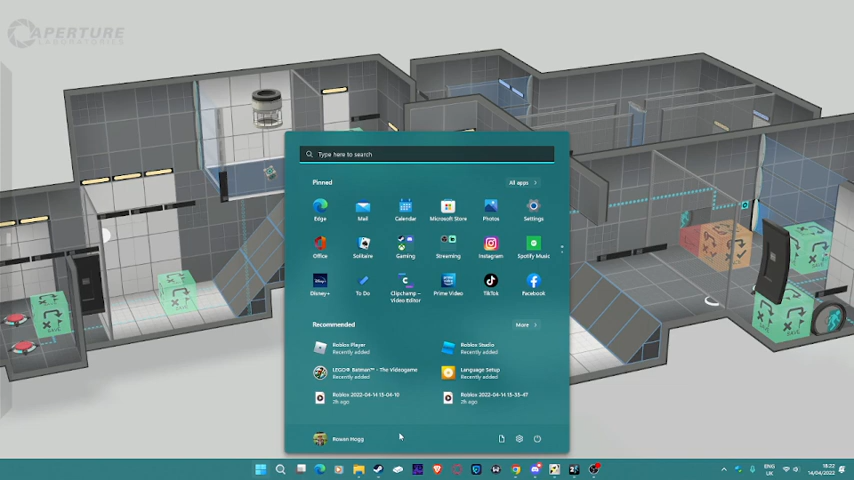 APERTURE
LABORATORIES
Type here to search
Pinned
All apps
Edge
Mail
Calendar
Microsoft Store
Photos
Settings
Office
Solitaire
Gaming
Streaming
Instagram
Spotify Music
Disney+
To Do
Clipchamp –
Video Editor
Prime Video
TikTok
Facebook
Recommended
More
Roblox Player
Recently added
Roblox Studio
Recently added
LEGO® Batman™ - The Videogame
Recently added
Language Setup
Recently added
Roblox 2022-04-14 15-04-10
2h ago
Roblox 2022-04-14 15-35-47
2h ago
Rowan Hogg
ENG
UK
18:22
14/04/2022